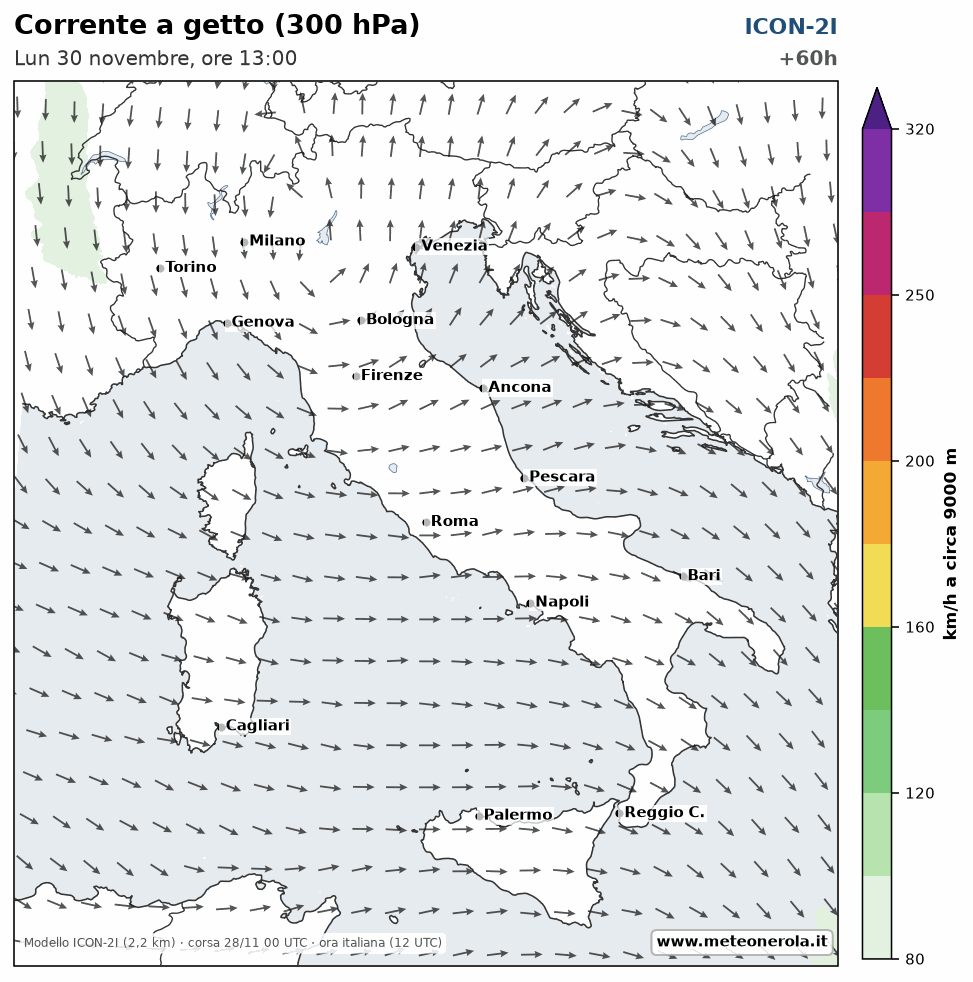 Corrente a getto (300 hPa)
ICON-2I
Lun 30 novembre, ore 13:00
+60h
Milano
Venezia
Torino
Genova
Bologna
Firenze
Ancona
Pescara
Roma
Bari
Napoli
Cagliari
Palermo
Reggio C.
Modello ICON-2I (2,2 km) · corsa 28/11 00 UTC · ora italiana (12 UTC)
www.meteonerola.it
320
250
200
160
120
80
km/h a circa 9000 m